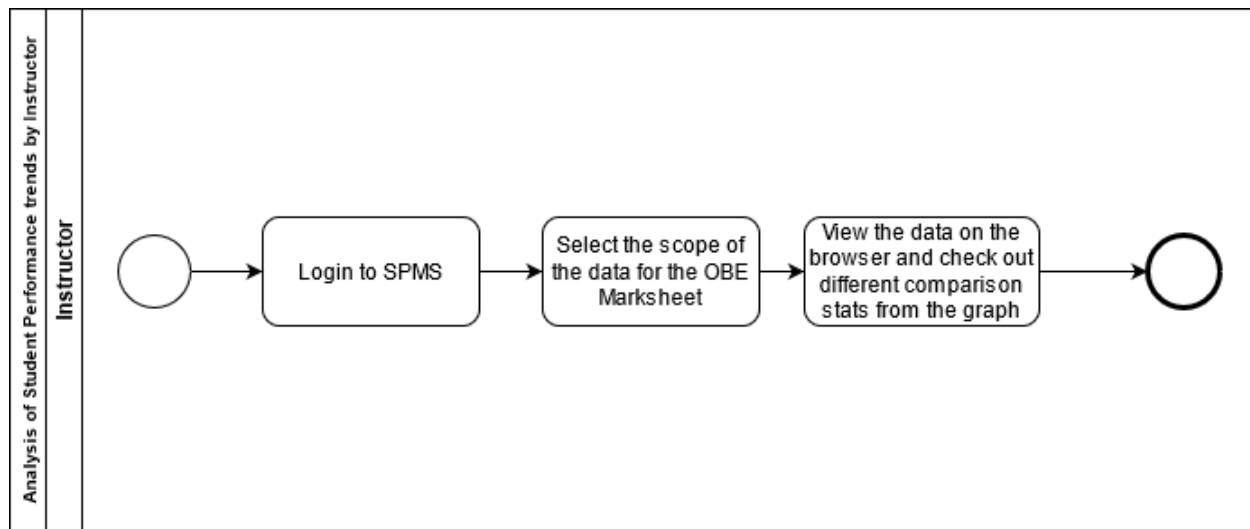 Analysis of Student Performance trends by Instructor
Instructor
Login to SPMS
Select the scope of
the data for the OBE
Marksheet
View the data on the
browser and check out
different comparison
stats from the graph